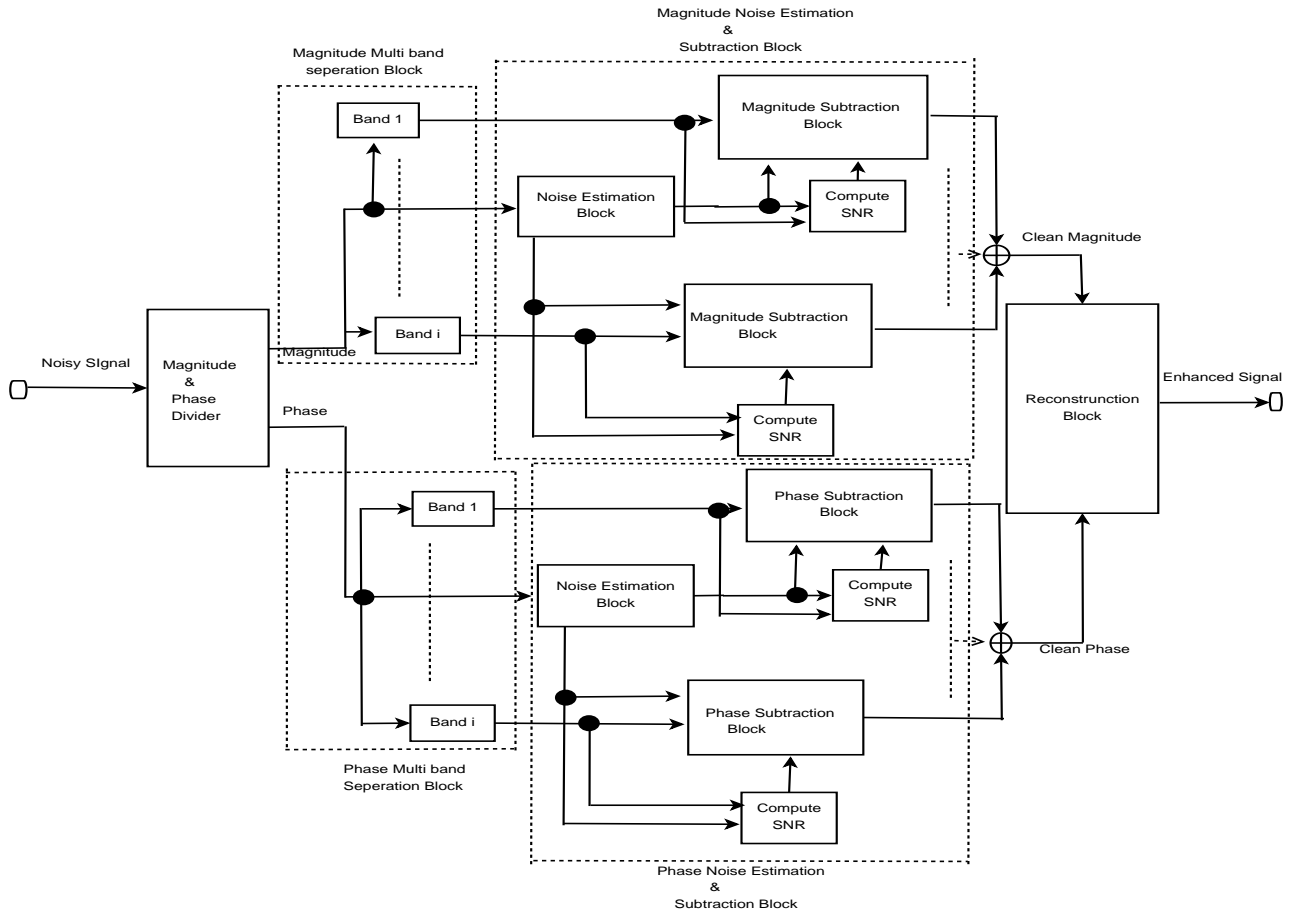 Magnitude Noise Estimation
&
Subtraction Block
Magnitude Multi band
seperation Block
Band 1
Magnitude Subtraction
Block
Noise Estimation
Block
Compute
SNR
Clean Magnitude
Magnitude Subtraction
Block
Band i
Magnitude
Noisy SIgnal
Magnitude
&
Phase
Divider
Phase
Compute
SNR
Reconstrunction
Block
Enhanced Signal
Band 1
Phase Subtraction
Block
Noise Estimation
Block
Compute
SNR
Clean Phase
Band i
Phase Subtraction
Block
Phase Multi band
Seperation Block
Compute
SNR
Phase Noise Estimation
&
Subtraction Block